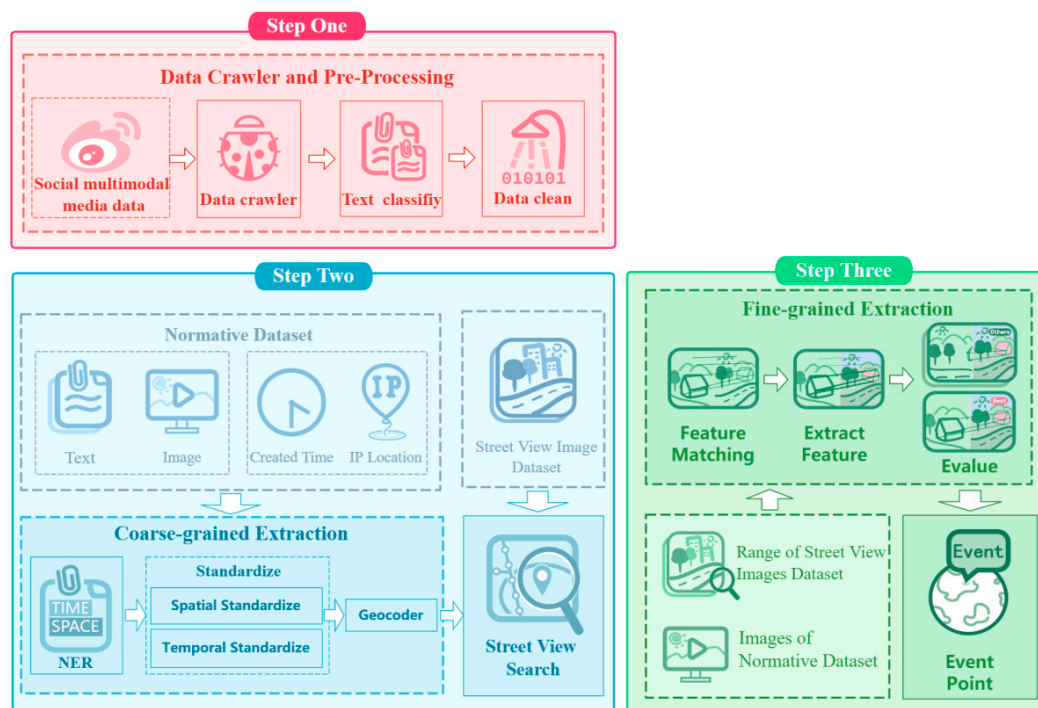 Step One
Data Crawler and Pre-Processing
Social multimodal
media data
Data crawler
Text classifiy
010101
Data clean
Step Two
Normative Dataset
Text
Image
Created Time
IP
IP Location
Street View Image
Dataset
Coarse-grained Extraction
TIME
SPACE
NER
Standardize
Spatial Standardize
Temporal Standardize
Geocoder
Street View
Search
Step Three
Fine-grained Extraction
Feature
Matching
Extract
Feature
Others
Best
Evalue
Range of Street View
Images Dataset
Images of
Normative Dataset
Event
Event
Point